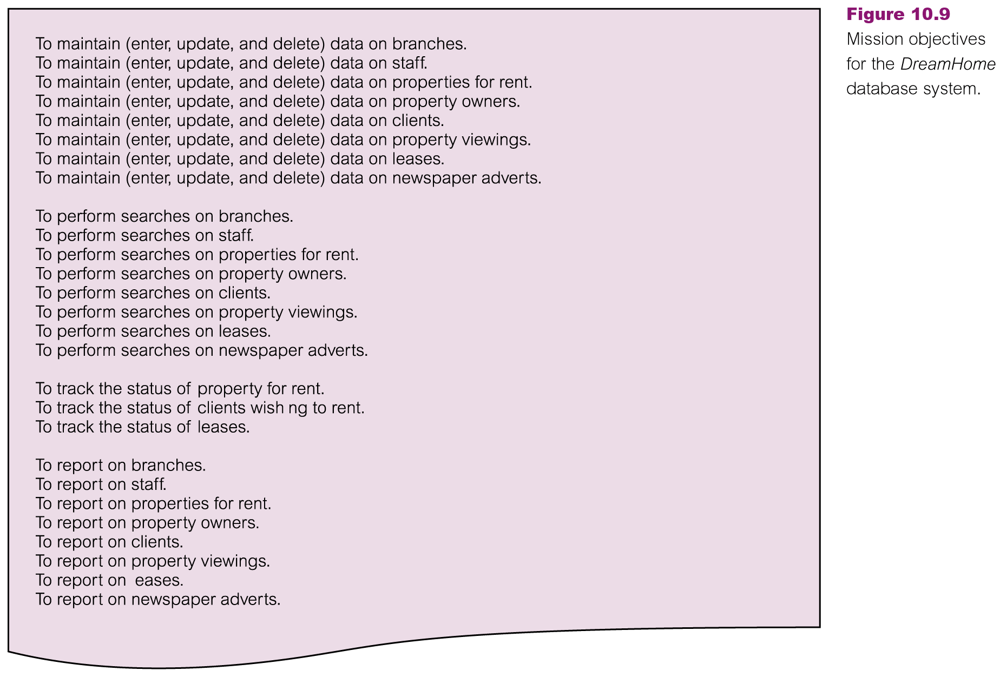 To maintain (enter, update, and delete) data on branches.
To maintain (enter, update, and delete) data on staff.
To maintain (enter, update, and delete) data on properties for rent.
To maintain (enter, update, and delete) data on property owners.
To maintain (enter, update, and delete) data on clients.
To maintain (enter, update, and delete) data on property viewings.
To maintain (enter, update, and delete) data on leases.
To maintain (enter, update, and delete) data on newspaper adverts.
To perform searches on branches.
To perform searches on staff.
To perform searches on properties for rent.
To perform searches on property owners.
To perform searches on clients.
To perform searches on property viewings.
To perform searches on leases.
To perform searches on newspaper adverts.
To track the status of property for rent.
To track the status of clients wish ng to rent.
To track the status of leases.
To report on branches.
To report on staff.
To report on properties for rent.
To report on property owners.
To report on clients.
To report on property viewings.
To report on eases.
To report on newspaper adverts.
Figure 10.9
Mission objectives
for the DreamHome
database system.